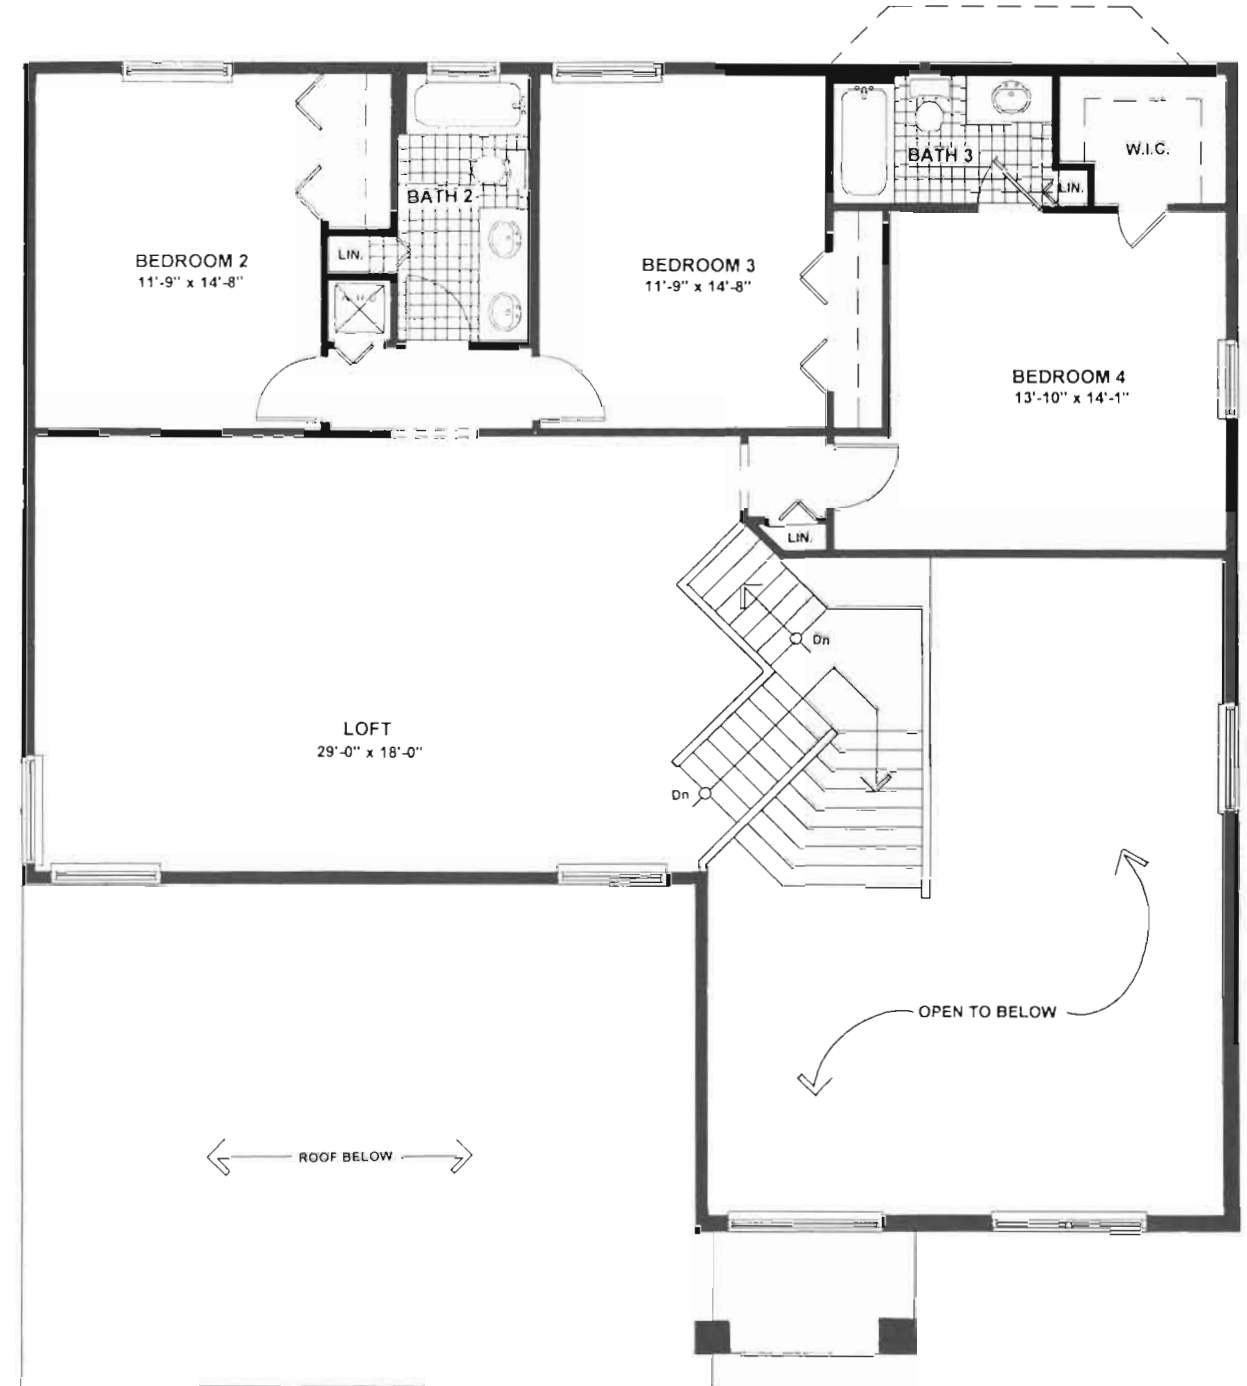 W.I.C.
BATH 3
LIN.
BATH 2
LIN.
A.H.U
BEDROOM 2
11'-9" x 14'-8"
BEDROOM 3
11'-9" x 14'-8"
BEDROOM 4
13'-10" x 14'-1"
LIN.
Dn
LOFT
29'-0" x 18'-0"
Dn
OPEN TO BELOW
ROOF BELOW